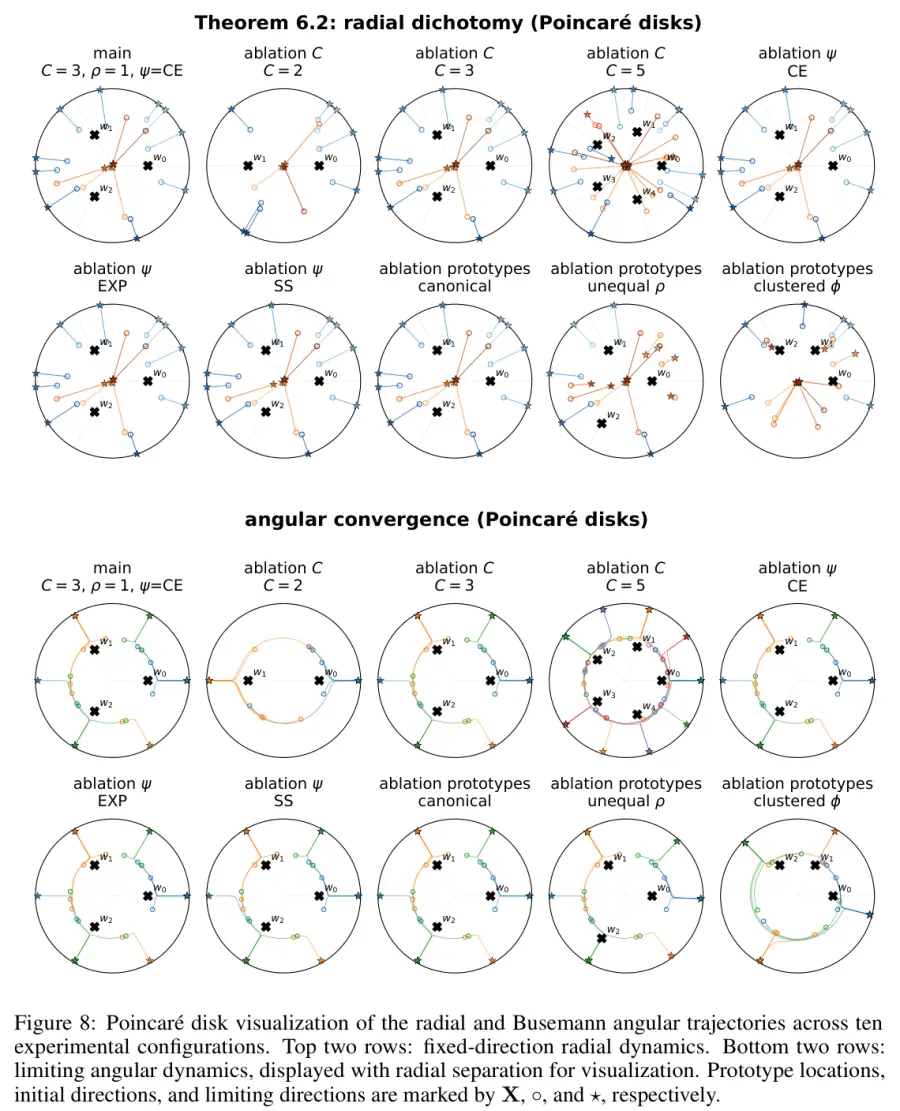 Theorem 6.2: radial dichotomy (Poincaré disks)
main
C = 3, ρ = 1, ψ=CE
ablation C
C = 2
ablation C
C = 3
ablation C
C = 5
ablation ψ
CE
w₁
w₀
w₂
w₁
w₀
w₁
w₀
w₂
w₂
w₁
w₀
w₃
w₄
w₁
w₀
w₂
ablation ψ
EXP
ablation ψ
SS
ablation prototypes
canonical
ablation prototypes
unequal ρ
ablation prototypes
clustered ϕ
w₁
w₀
w₂
w₁
w₀
w₂
w₁
w₀
w₂
w₁
w₀
w₂
w₂
w₀
angular convergence (Poincaré disks)
main
C = 3, ρ = 1, ψ=CE
ablation C
C = 2
ablation C
C = 3
ablation C
C = 5
ablation ψ
CE
w₁
w₀
w₂
w₁
w₀
w₁
w₀
w₂
w₂
w₁
w₀
w₃
w₄
w₁
w₀
w₂
ablation ψ
EXP
ablation ψ
SS
ablation prototypes
canonical
ablation prototypes
unequal ρ
ablation prototypes
clustered ϕ
w₁
w₀
w₂
w₁
w₀
w₂
w₁
w₀
w₂
w₁
w₀
w₂
w₂
w₁
w₀
Figure 8: Poincaré disk visualization of the radial and Busemann angular trajectories across ten
experimental configurations. Top two rows: fixed-direction radial dynamics. Bottom two rows:
limiting angular dynamics, displayed with radial separation for visualization. Prototype locations,
initial directions, and limiting directions are marked by X, ○, and ⋆, respectively.